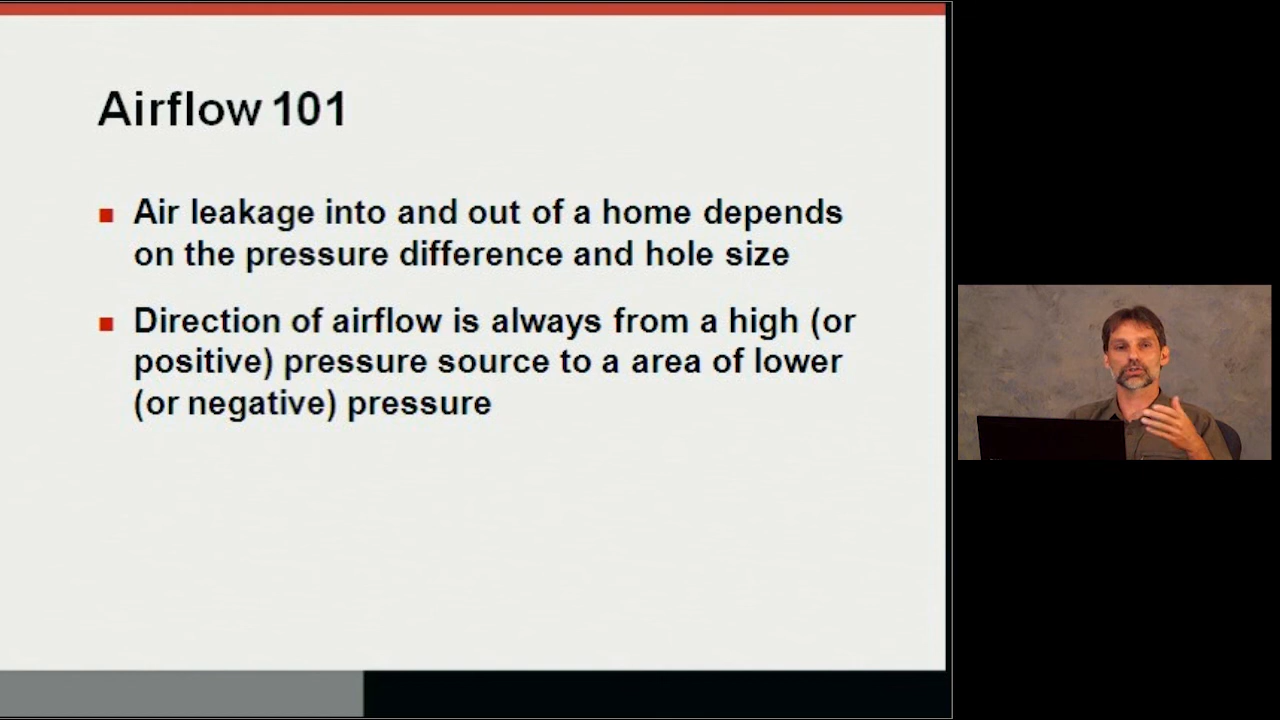 Airflow 101
Air leakage into and out of a home depends
on the pressure difference and hole size
Direction of airflow is always from a high (or
positive) pressure source to a area of lower
(or negative) pressure